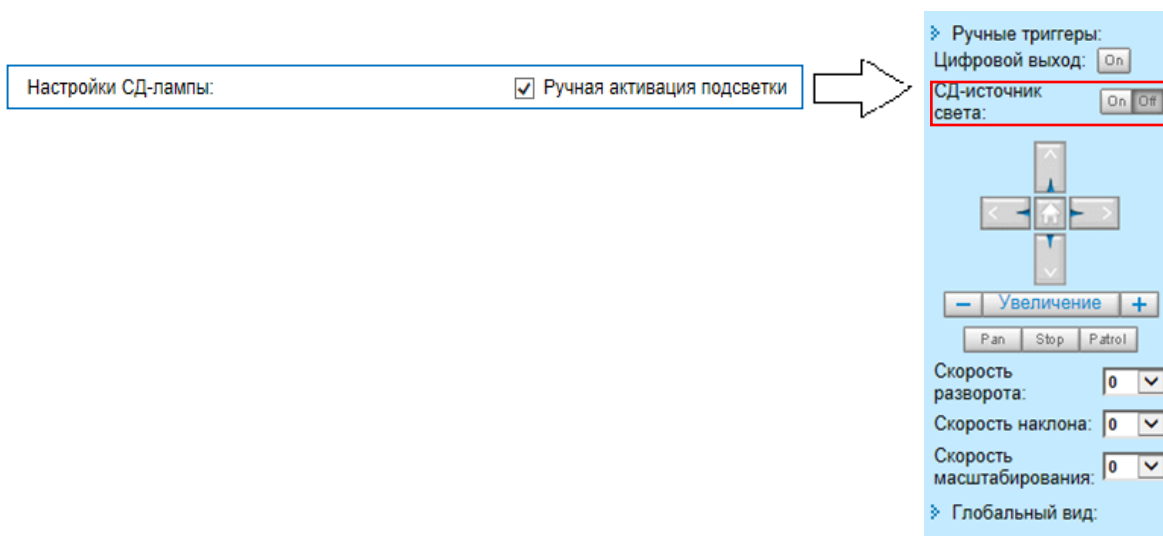 Настройки СД-лампы: Ручная активация подсветки
Ручные триггеры:
Цифровой выход: On
СД-источник
света: On Off
− Увеличение +
Pan Stop Patrol
Скорость
разворота: 0
Скорость наклона: 0
Скорость
масштабирования: 0
Глобальный вид: